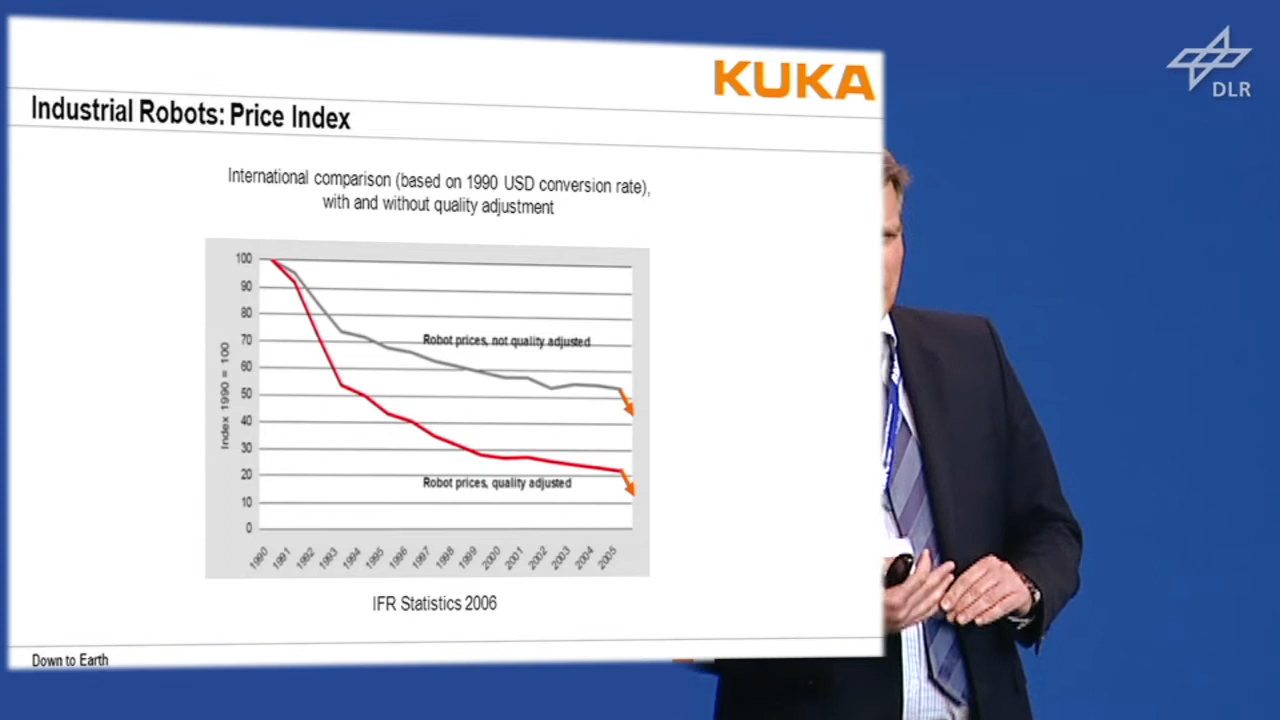 KUKA
DLR
Industrial Robots: Price Index
International comparison (based on 1990 USD conversion rate),
with and without quality adjustment
100
90
80
70
60
50
40
30
20
10
0
Index 1990 = 100
Robot prices, not quality adjusted
Robot prices, quality adjusted
1990
1991
1992
1993
1994
1995
1996
1997
1998
1999
2000
2001
2002
2003
2004
2005
IFR Statistics 2006
Down to Earth